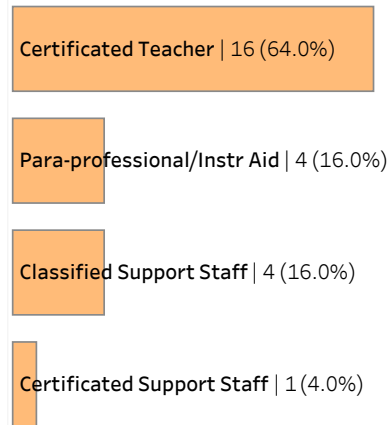 Certificated Teacher | 16 (64.0%)
Para-professional/Instr Aid | 4 (16.0%)
Classified Support Staff | 4 (16.0%)
Certificated Support Staff | 1 (4.0%)